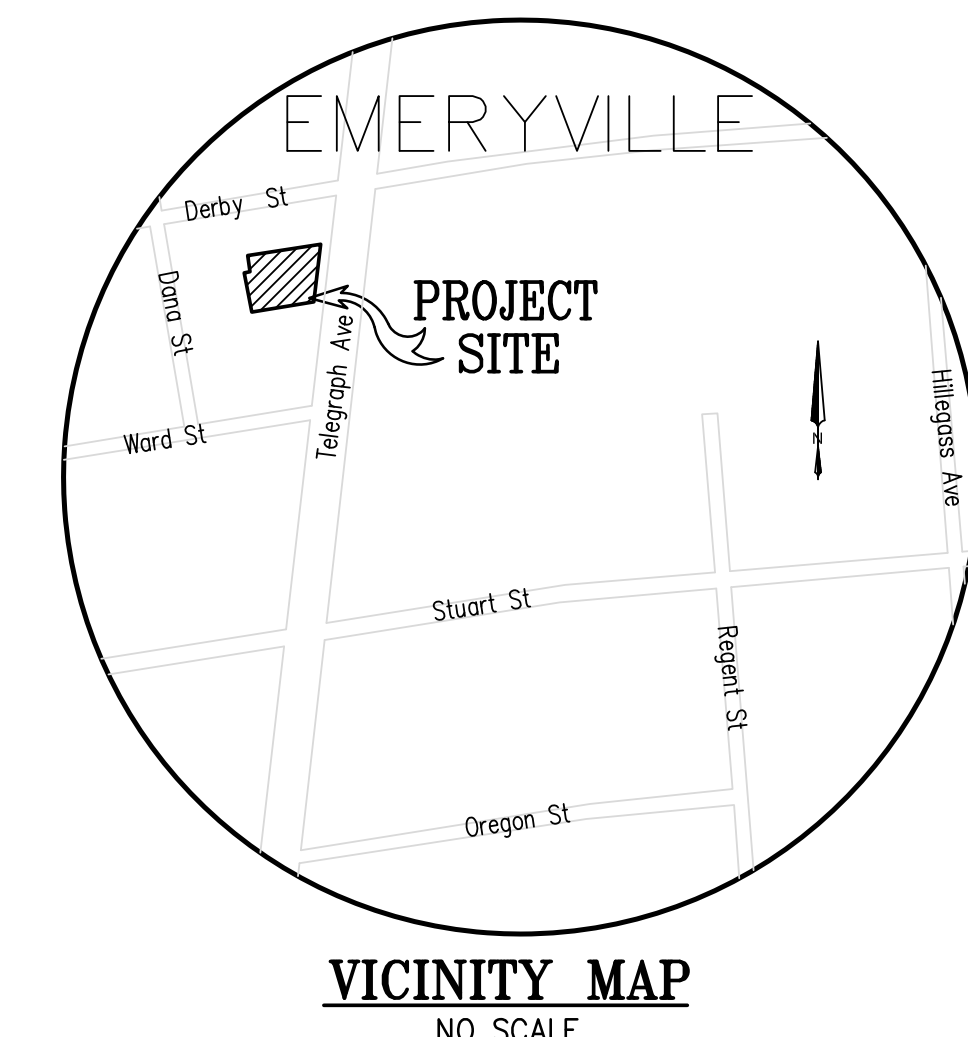 EMERYVILLE
Derby St
Dana St
PROJECT
SITE
Telegraph Ave
Ward St
N
Hillegass Ave
Stuart St
Regent St
Oregon St
VICINITY MAP
NO SCALE